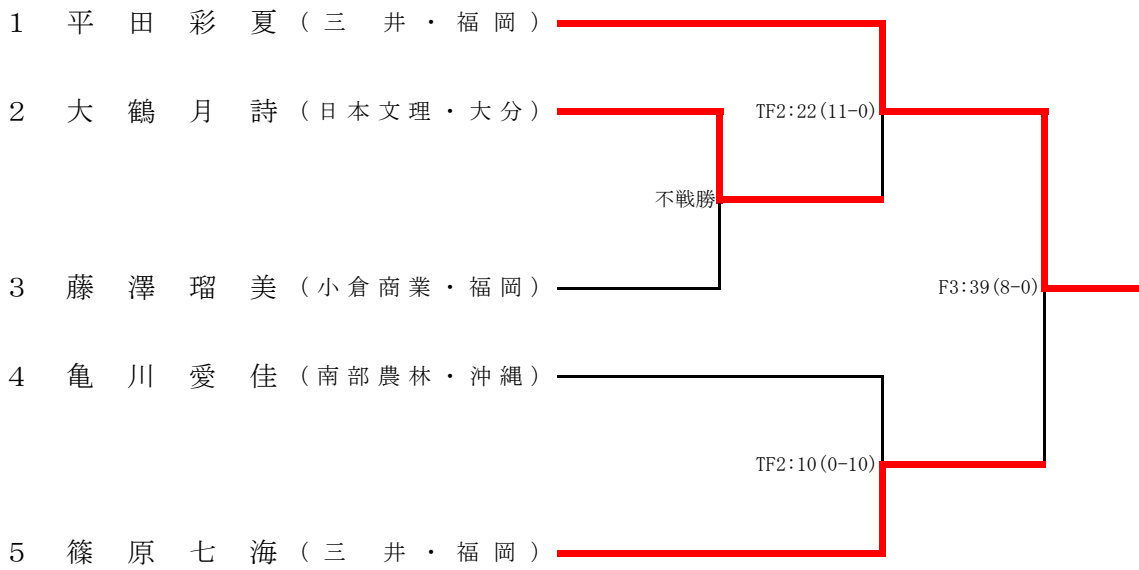 1 平田彩夏 (三井・福岡)
2 大鶴月詩 (日本文理・大分)
TF2:22(11-0)
不戦勝
3 藤澤瑠美 (小倉商業・福岡)
F3:39(8-0)
4 亀川愛佳 (南部農林・沖縄)
TF2:10(0-10)
5 篠原七海 (三井・福岡)